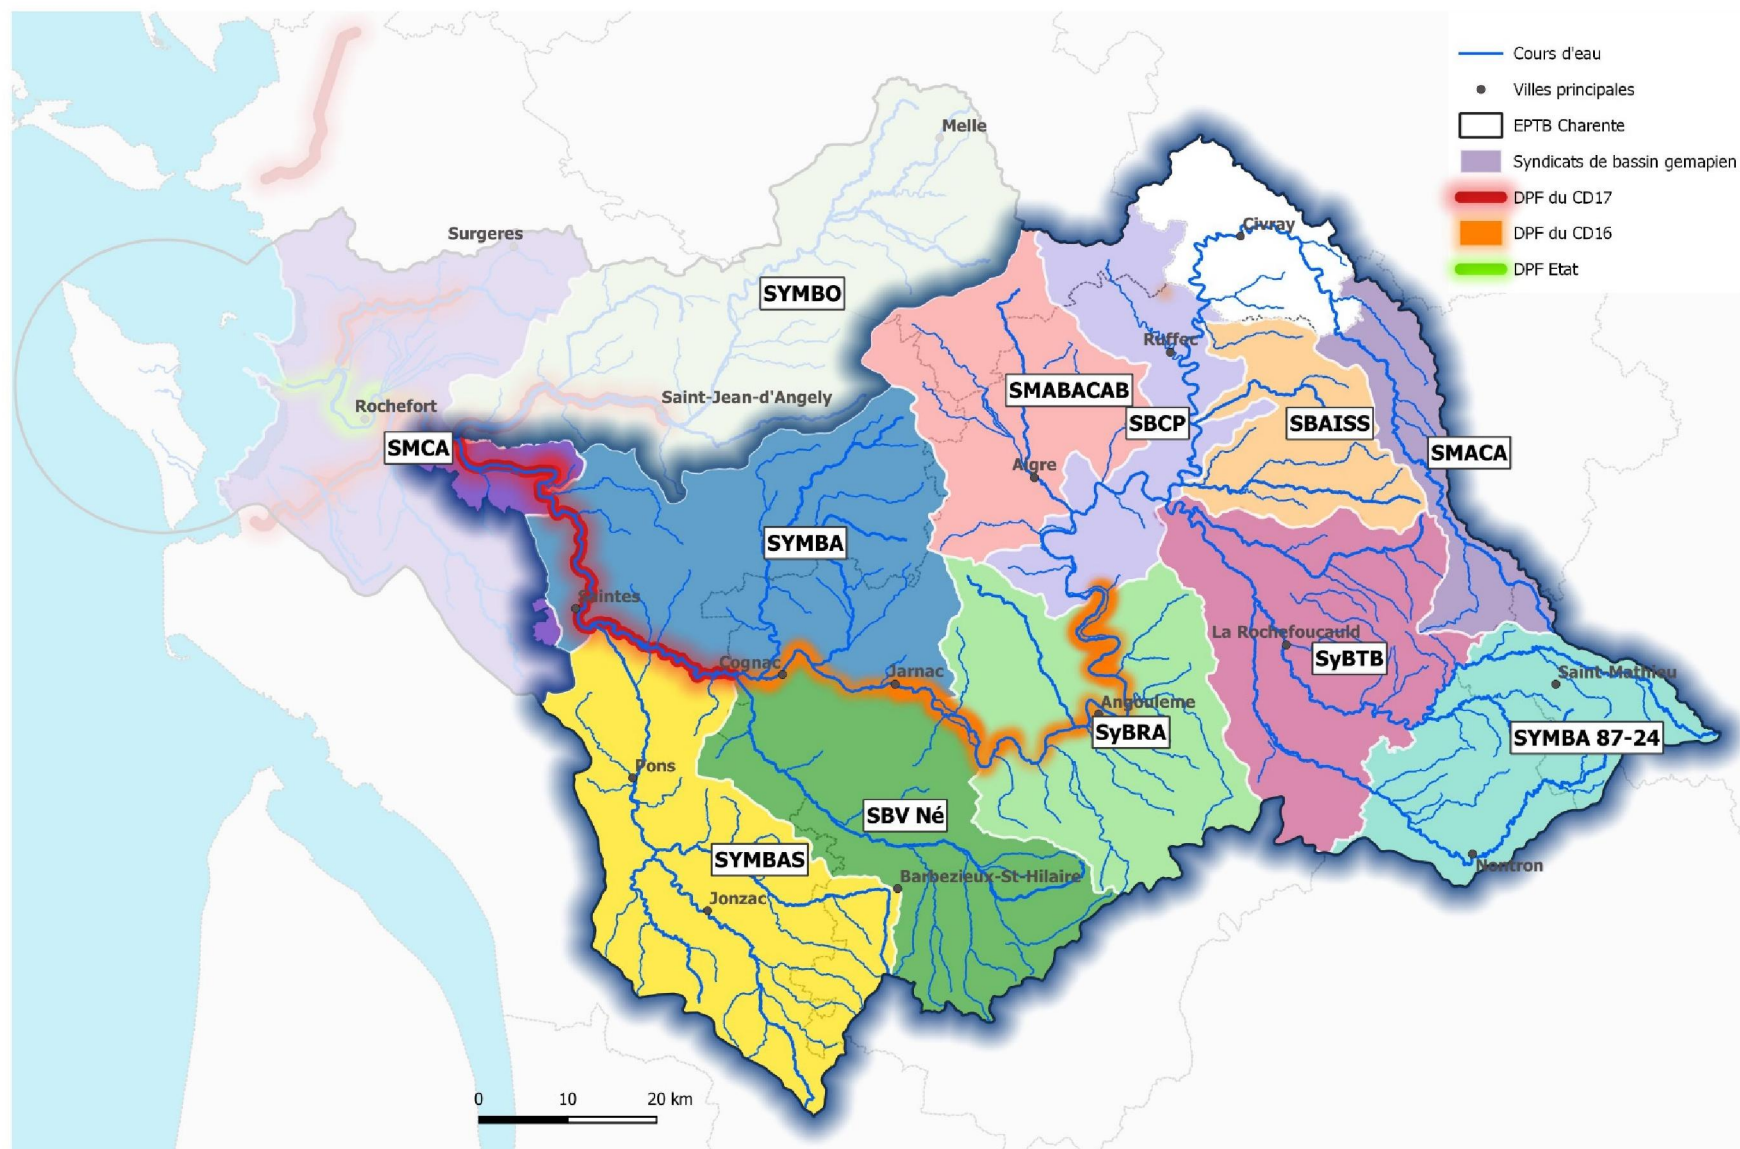 Cours d'eau
Villes principales
EPTB Charente
Syndicats de bassin gemapien
DPF du CD17
DPF du CD16
DPF Etat
Melle
Surgeres
Civray
SYMBO
Ruffec
SMABACAB
Saint-Jean-d'Angely
Rochefort
SBCP
SBAISS
SMCA
SMACA
Aigre
SYMBA
Saintes
La Rochefoucauld
SyBTB
Cognac
Jarnac
Saint-Mathieu
Angouleme
SyBRA
SYMBA 87-24
Pons
SBV Né
SYMBAS
Nontron
Barbezieux-St-Hilaire
Jonzac
0 10 20 km